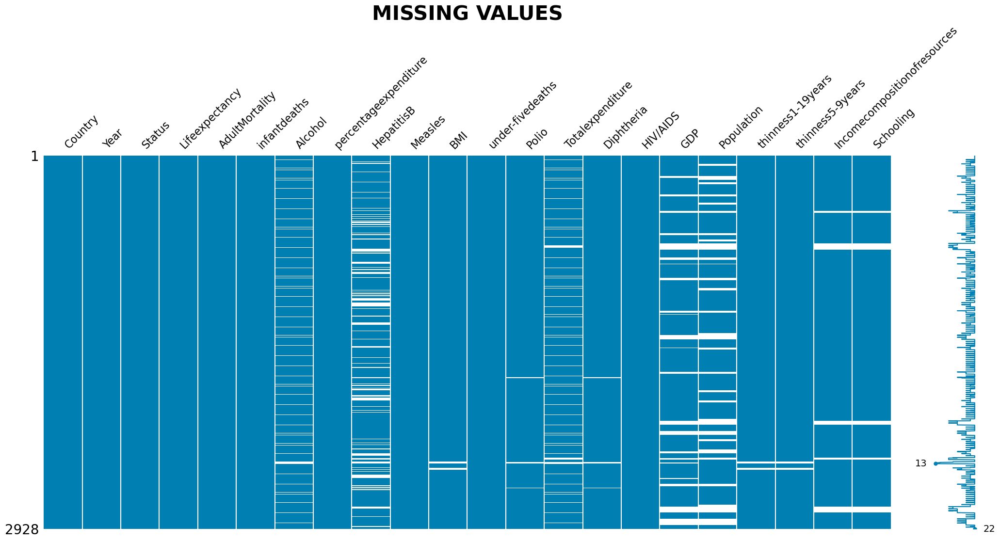 MISSING VALUES
Country
Year
Status
Lifeexpectancy
AdultMortality
infantdeaths
Alcohol
percentageexpenditure
HepatitisB
Measles
BMI
under-fivedeaths
Polio
Totalexpenditure
Diphtheria
HIV//AIDS
GDP
Population
thinness1-19years
thinness5-9years
Incomecompositionofresources
Schooling
1
13
2928
22